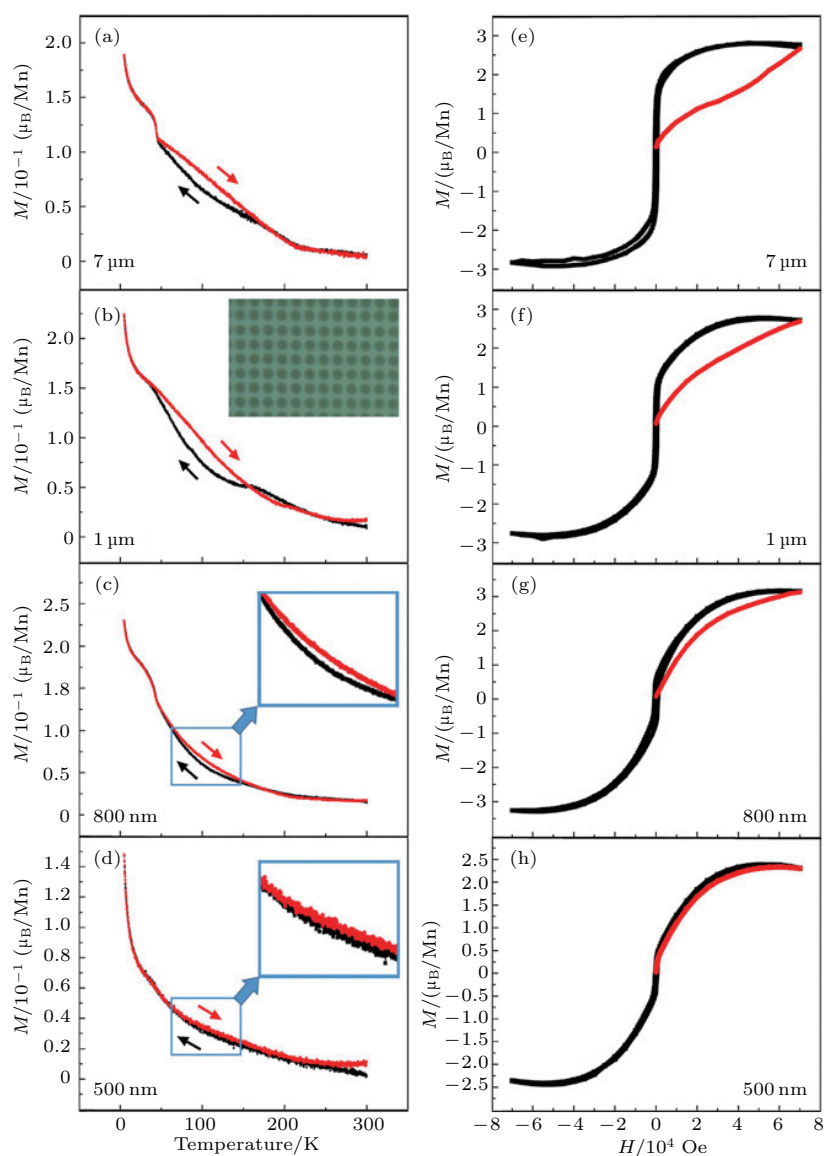 (a)
M/10⁻¹ (μB/Mn)
2.0
1.5
1.0
0.5
0
7 μm
(b)
M/10⁻¹ (μB/Mn)
2.0
1.5
1.0
0.5
0
1 μm
(c)
M/10⁻¹ (μB/Mn)
2.5
2.0
1.8
1.0
0.5
0
800 nm
(d)
M/10⁻¹ (μB/Mn)
1.4
1.2
1.0
0.8
0.6
0.4
0.2
0
500 nm
0 100 200 300
Temperature/K
(e)
M/(μB/Mn)
3
2
1
0
−1
−2
−3
7 μm
(f)
M/(μB/Mn)
3
2
1
0
−1
−2
−3
1 μm
(g)
M/(μB/Mn)
3
2
1
0
−1
−2
−3
800 nm
(h)
M/(μB/Mn)
2.5
2.0
1.5
1.0
0.5
0
−0.5
−1.0
−1.5
−2.0
−2.5
500 nm
−8 −6 −4 −2 0 2 4 6 8
H/10⁴ Oe